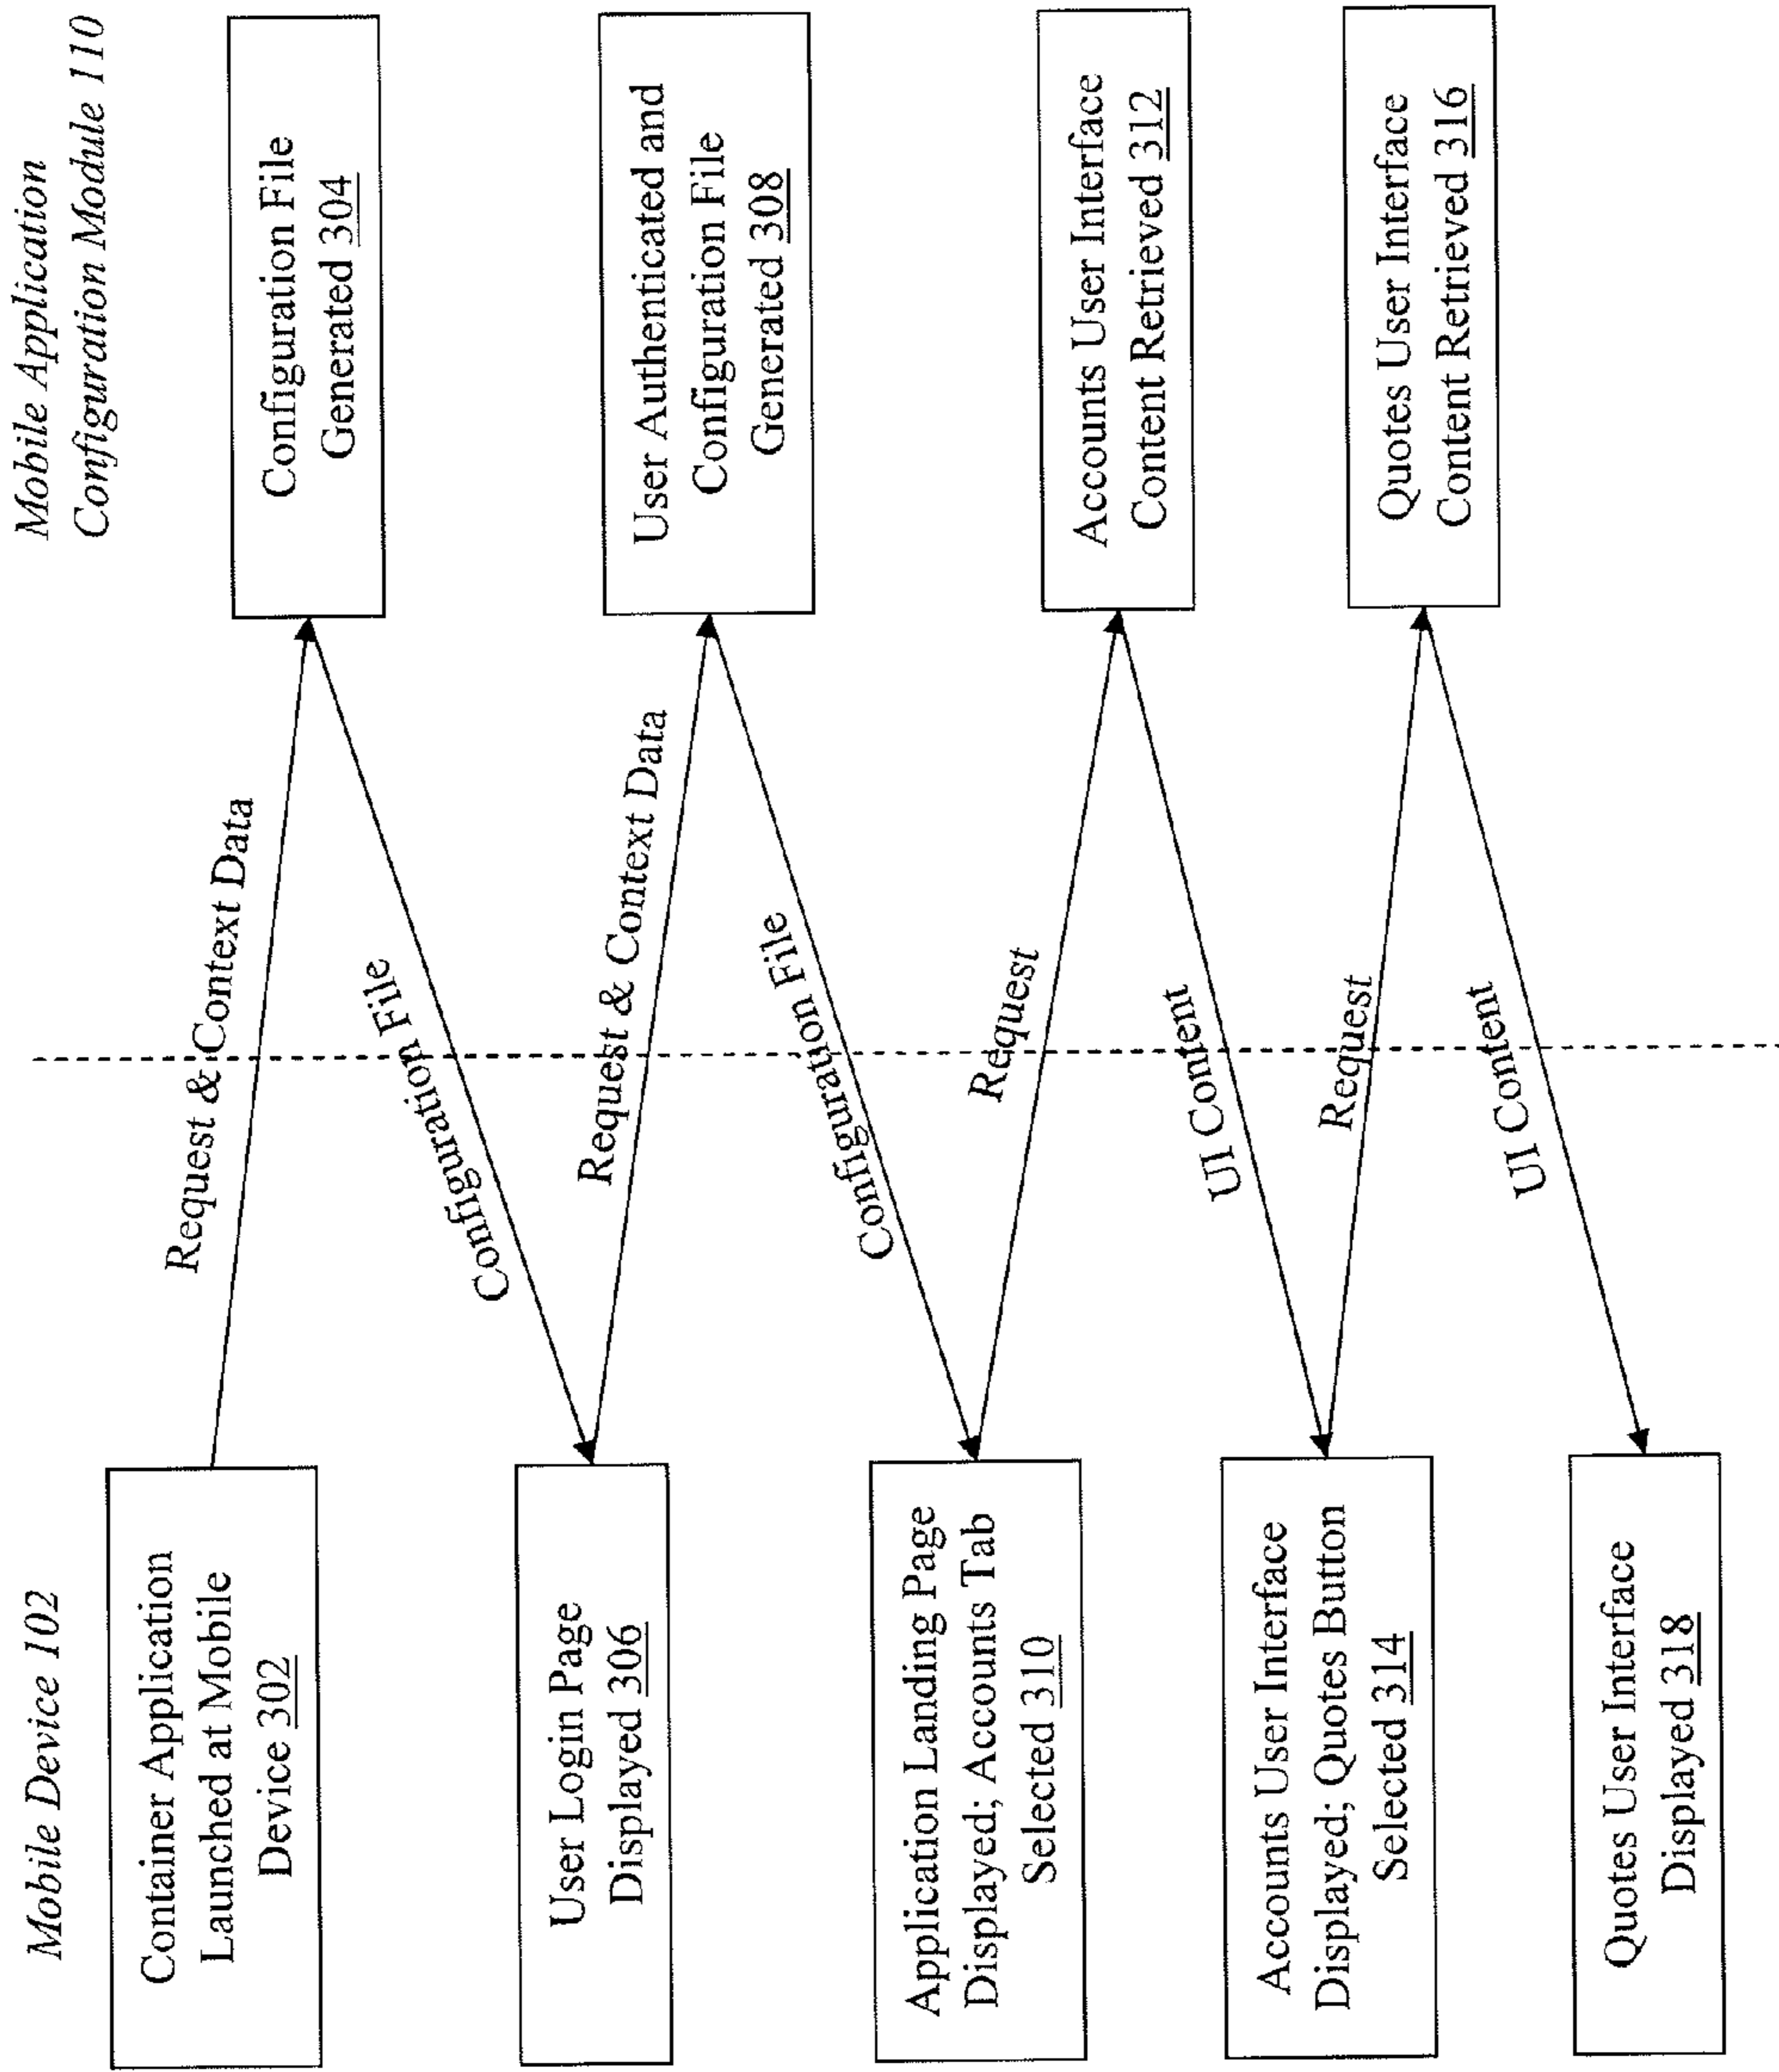 Mobile Device 102
Mobile Application
Configuration Module 110
Container Application
Launched at Mobile
Device 302
Request & Context Data
Configuration File
Generated 304
Configuration File
User Login Page
Displayed 306
Request & Context Data
User Authenticated and
Configuration File
Generated 308
Configuration File
Application Landing Page
Displayed; Accounts Tab
Selected 310
Request
Accounts User Interface
Content Retrieved 312
UI Content
Accounts User Interface
Displayed; Quotes Button
Selected 314
Request
Quotes User Interface
Content Retrieved 316
UI Content
Quotes User Interface
Displayed 318